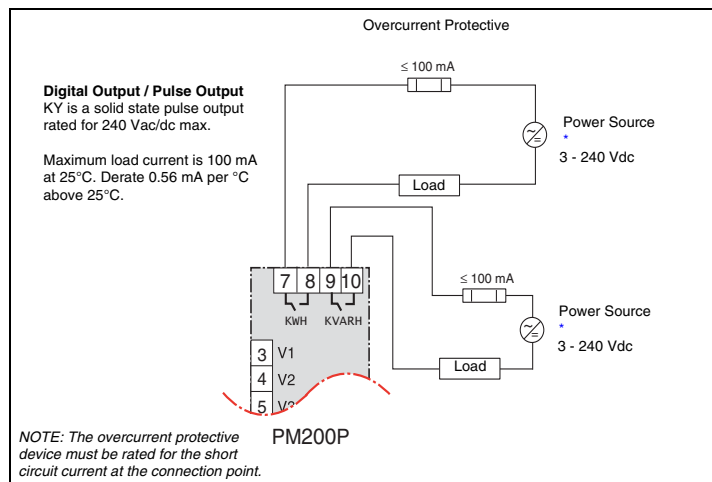 Overcurrent Protective
≤ 100 mA
Digital Output / Pulse Output
KY is a solid state pulse output
rated for 240 Vac/dc max.
Maximum load current is 100 mA
at 25°C. Derate 0.56 mA per °C
above 25°C.
Power Source
*
3 - 240 Vdc
Load
7 8 9 10
KWH KVARH
≤ 100 mA
Power Source
*
3 - 240 Vdc
Load
3 V1
4 V2
5 V3
PM200P
NOTE: The overcurrent protective
device must be rated for the short
circuit current at the connection point.